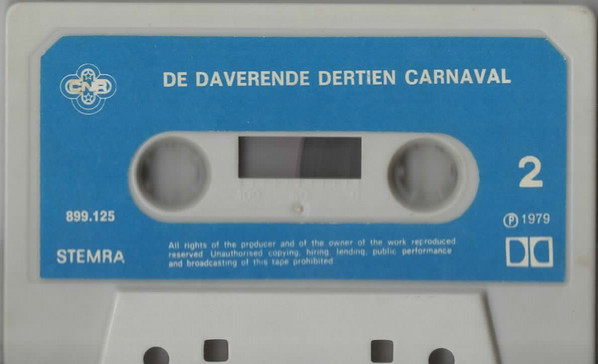 CNR
DE DAVERENDE DERTIEN CARNAVAL
2
899.125
℗ 1979
STEMRA
All rights of the producer and of the owner of the work reproduced
reserved Unauthorised copying, hiring, lending, public performance
and broadcasting of this tape prohibited